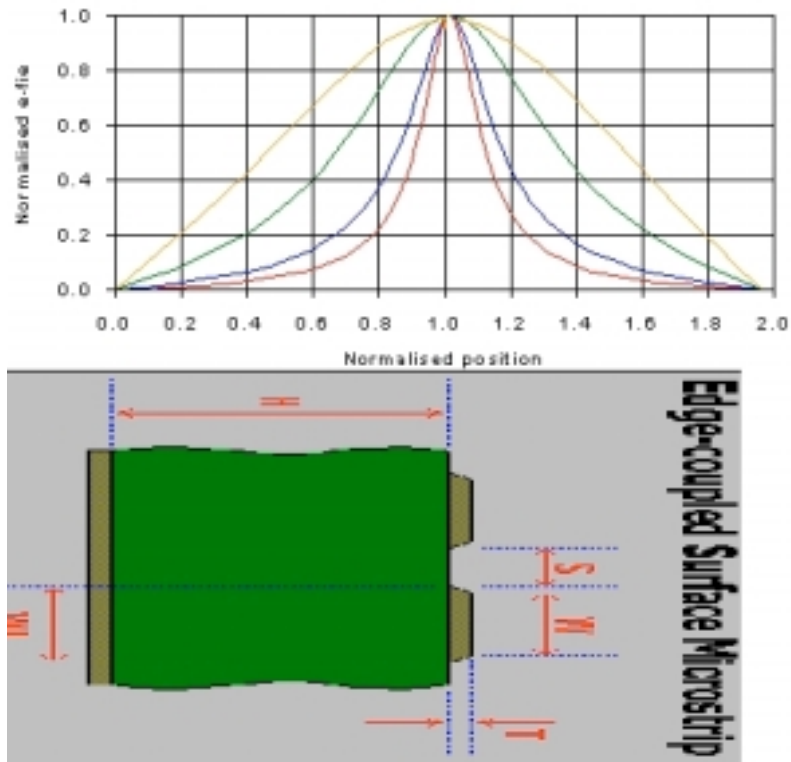 Normalised e-fie
1.0
0.8
0.6
0.4
0.2
0.0
0.0 0.2 0.4 0.6 0.8 1.0 1.2 1.4 1.6 1.8 2.0
Normalised position
Edge-coupled Surface Microstrip
H
S
W
W
T